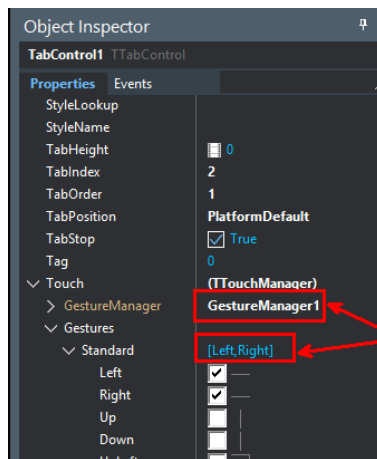 Object Inspector
TabControl1 TTabControl
Properties Events
StyleLookup
StyleName
TabHeight 0
TabIndex 2
TabOrder 1
TabPosition PlatformDefault
TabStop True
Tag 0
Touch (TTouchManager)
GestureManager GestureManager1
Gestures
Standard [Left,Right]
Left
Right
Up
Down